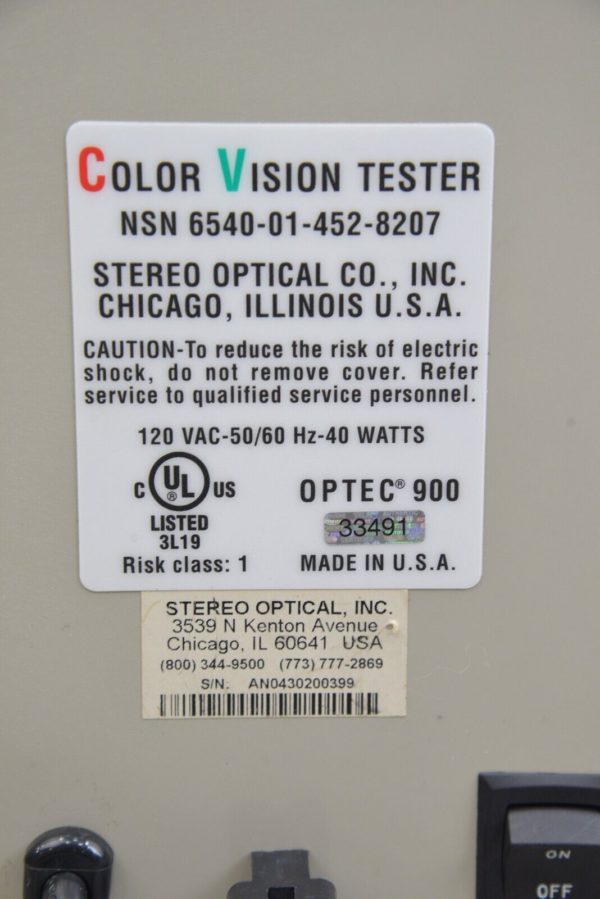 COLOR VISION TESTER
NSN 6540-01-452-8207
STEREO OPTICAL CO., INC.
CHICAGO, ILLINOIS U.S.A.
CAUTION-To reduce the risk of electric
shock, do not remove cover. Refer
service to qualified service personnel.
120 VAC-50/60 Hz-40 WATTS
C UL ® US
LISTED
3L19
Risk class: 1
OPTEC® 900
33491
MADE IN U.S.A.
STEREO OPTICAL, INC.
3539 N Kenton Avenue
Chicago, IL 60641 USA
(800) 344-9500 (773) 777-2869
S/N: AN0430200399
ON
OFF